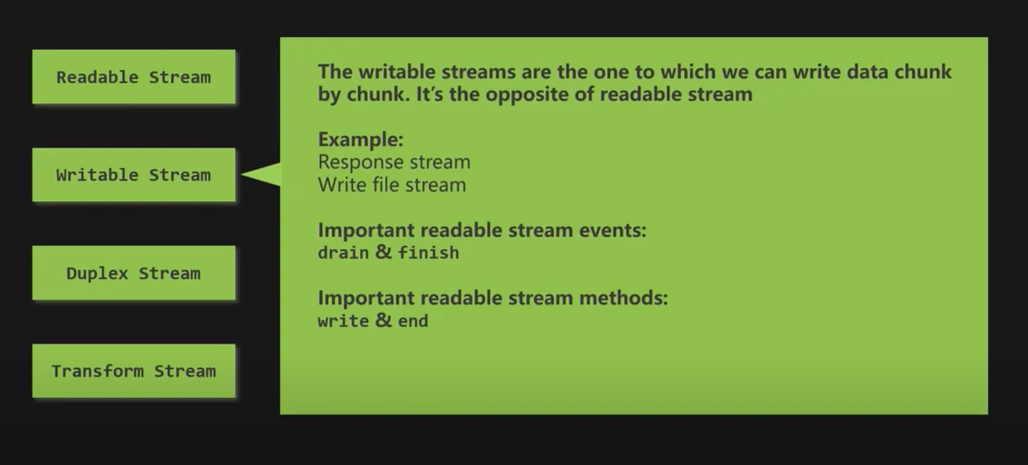 Readable Stream
Writable Stream
Duplex Stream
Transform Stream
The writable streams are the one to which we can write data chunk
by chunk. It’s the opposite of readable stream
Example:
Response stream
Write file stream
Important readable stream events:
drain & finish
Important readable stream methods:
write & end